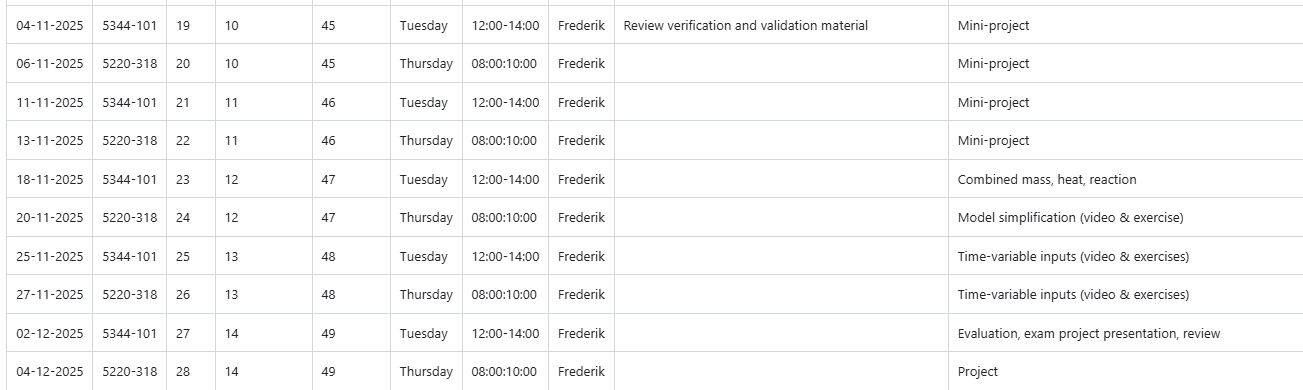 04-11-2025 5344-101 19 10 45 Tuesday 12:00-14:00 Frederik Review verification and validation material Mini-project
06-11-2025 5220-318 20 10 45 Thursday 08:00:10:00 Frederik Mini-project
11-11-2025 5344-101 21 11 46 Tuesday 12:00-14:00 Frederik Mini-project
13-11-2025 5220-318 22 11 46 Thursday 08:00:10:00 Frederik Mini-project
18-11-2025 5344-101 23 12 47 Tuesday 12:00-14:00 Frederik Combined mass, heat, reaction
20-11-2025 5220-318 24 12 47 Thursday 08:00:10:00 Frederik Model simplification (video & exercise)
25-11-2025 5344-101 25 13 48 Tuesday 12:00-14:00 Frederik Time-variable inputs (video & exercises)
27-11-2025 5220-318 26 13 48 Thursday 08:00:10:00 Frederik Time-variable inputs (video & exercises)
02-12-2025 5344-101 27 14 49 Tuesday 12:00-14:00 Frederik Evaluation, exam project presentation, review
04-12-2025 5220-318 28 14 49 Thursday 08:00:10:00 Frederik Project